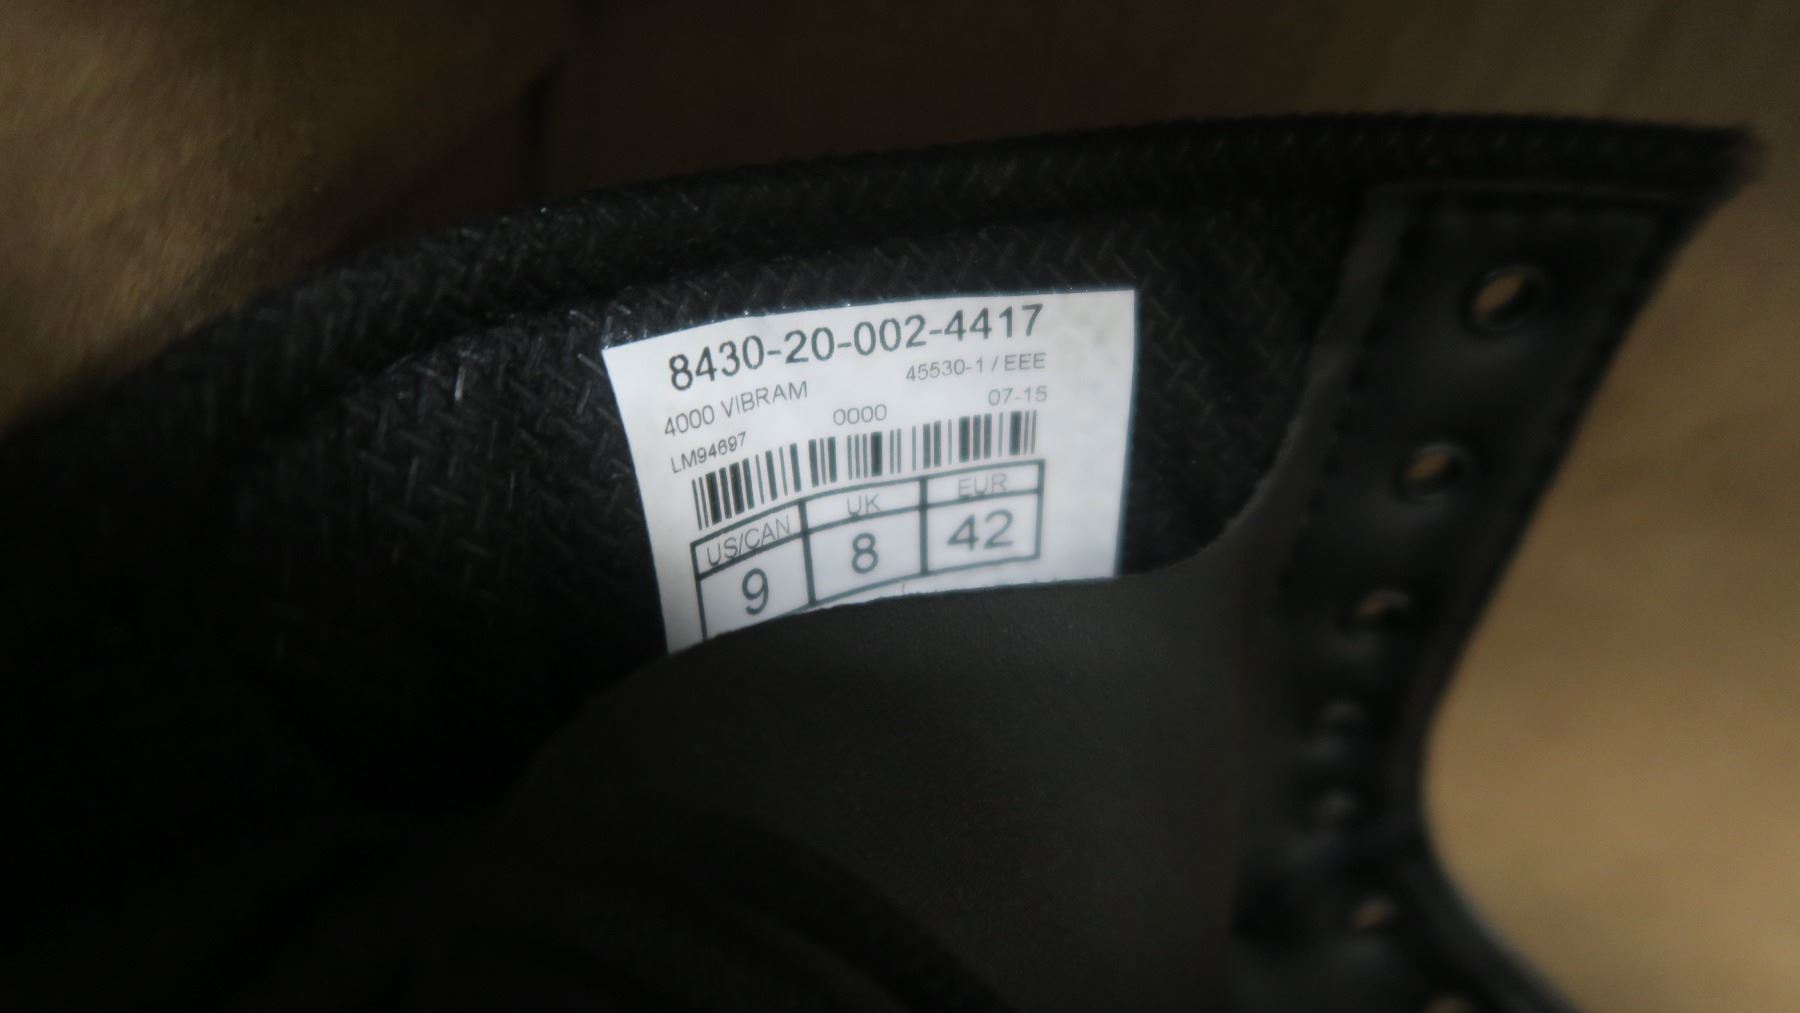 8430-20-002-4417
4000 VIBRAM 45530-1 / EEE
LM94697 0000 07-15
US/CAN UK EUR
9 8 42